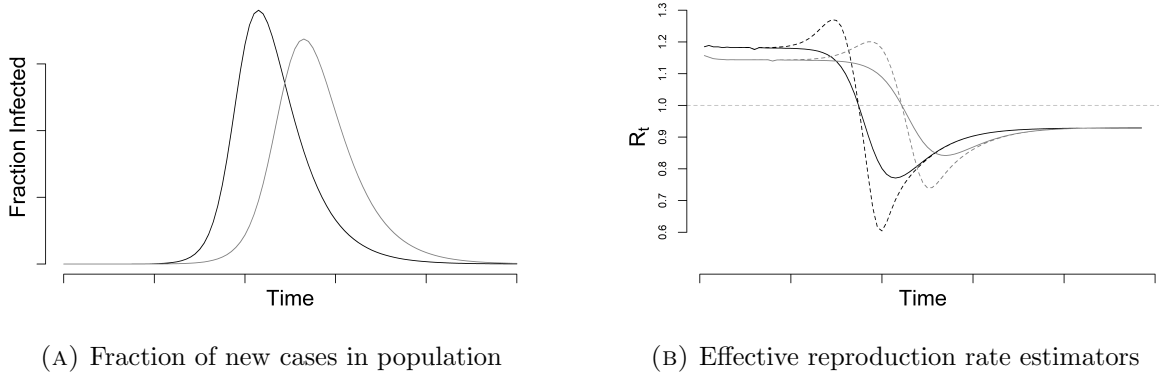 Fraction Infected
Time
(A) Fraction of new cases in population
R_t
1.3
1.2
1.1
1.0
0.9
0.8
0.7
0.6
Time
(B) Effective reproduction rate estimators